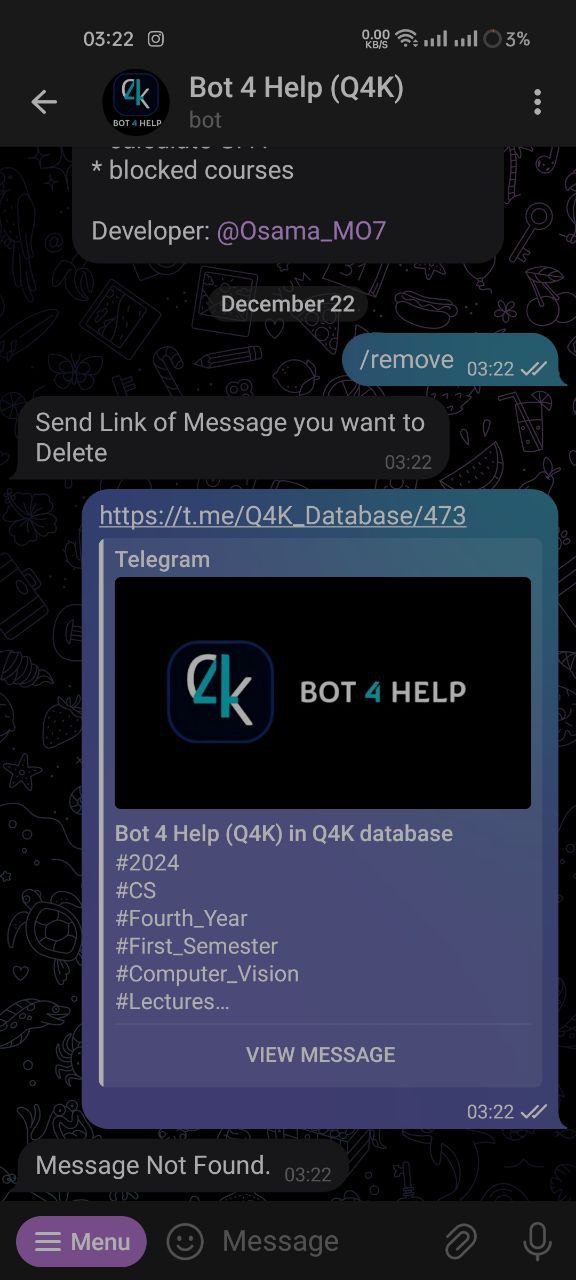 03:22
0.00 KB/S
3%
Bot 4 Help (Q4K)
bot
BOT 4 HELP
* blocked courses
Developer: @Osama_MO7
December 22
/remove 03:22
Send Link of Message you want to
Delete
03:22
https://t.me/Q4K_Database/473
Telegram
BOT 4 HELP
Bot 4 Help (Q4K) in Q4K database
#2024
#CS
#Fourth_Year
#First_Semester
#Computer_Vision
#Lectures...
VIEW MESSAGE
03:22
Message Not Found. 03:22
Menu
Message